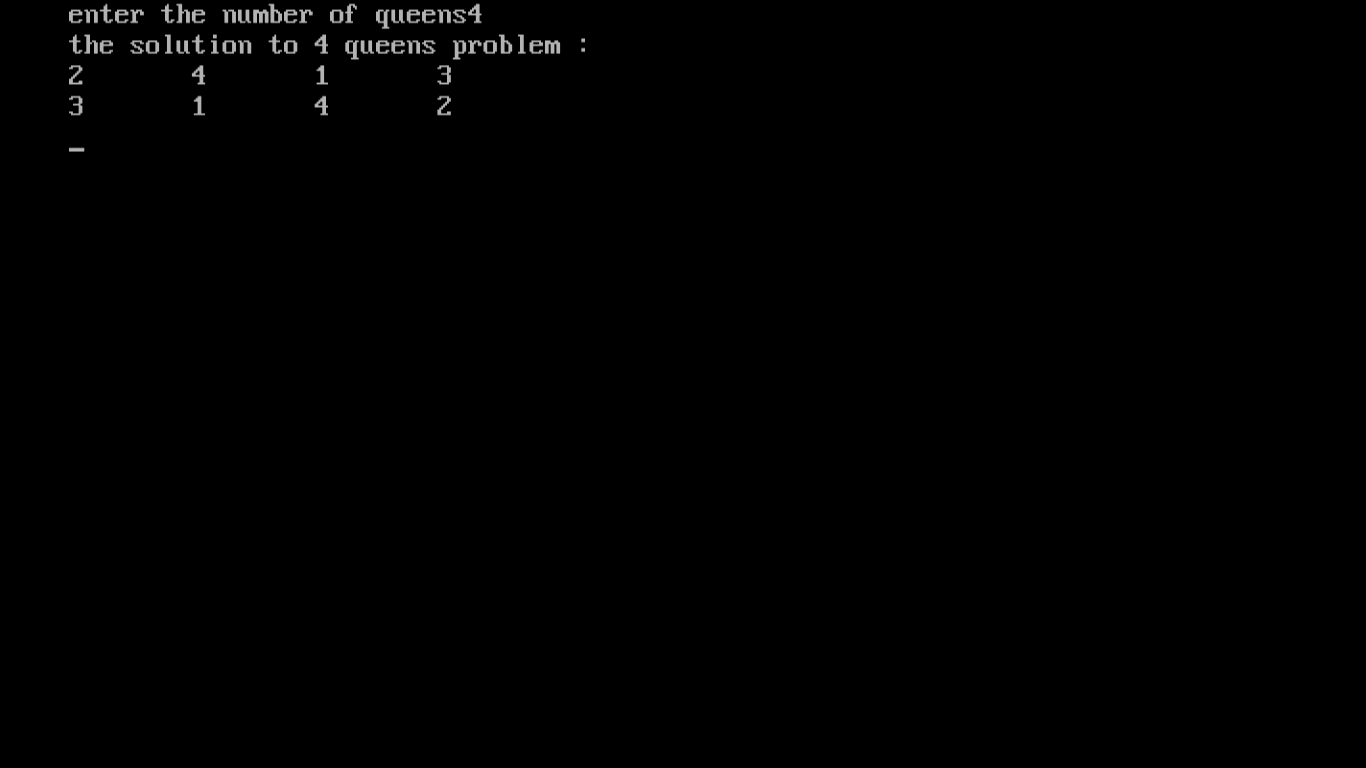 enter the number of queens4
the solution to 4 queens problem :
2 4 1 3
3 1 4 2